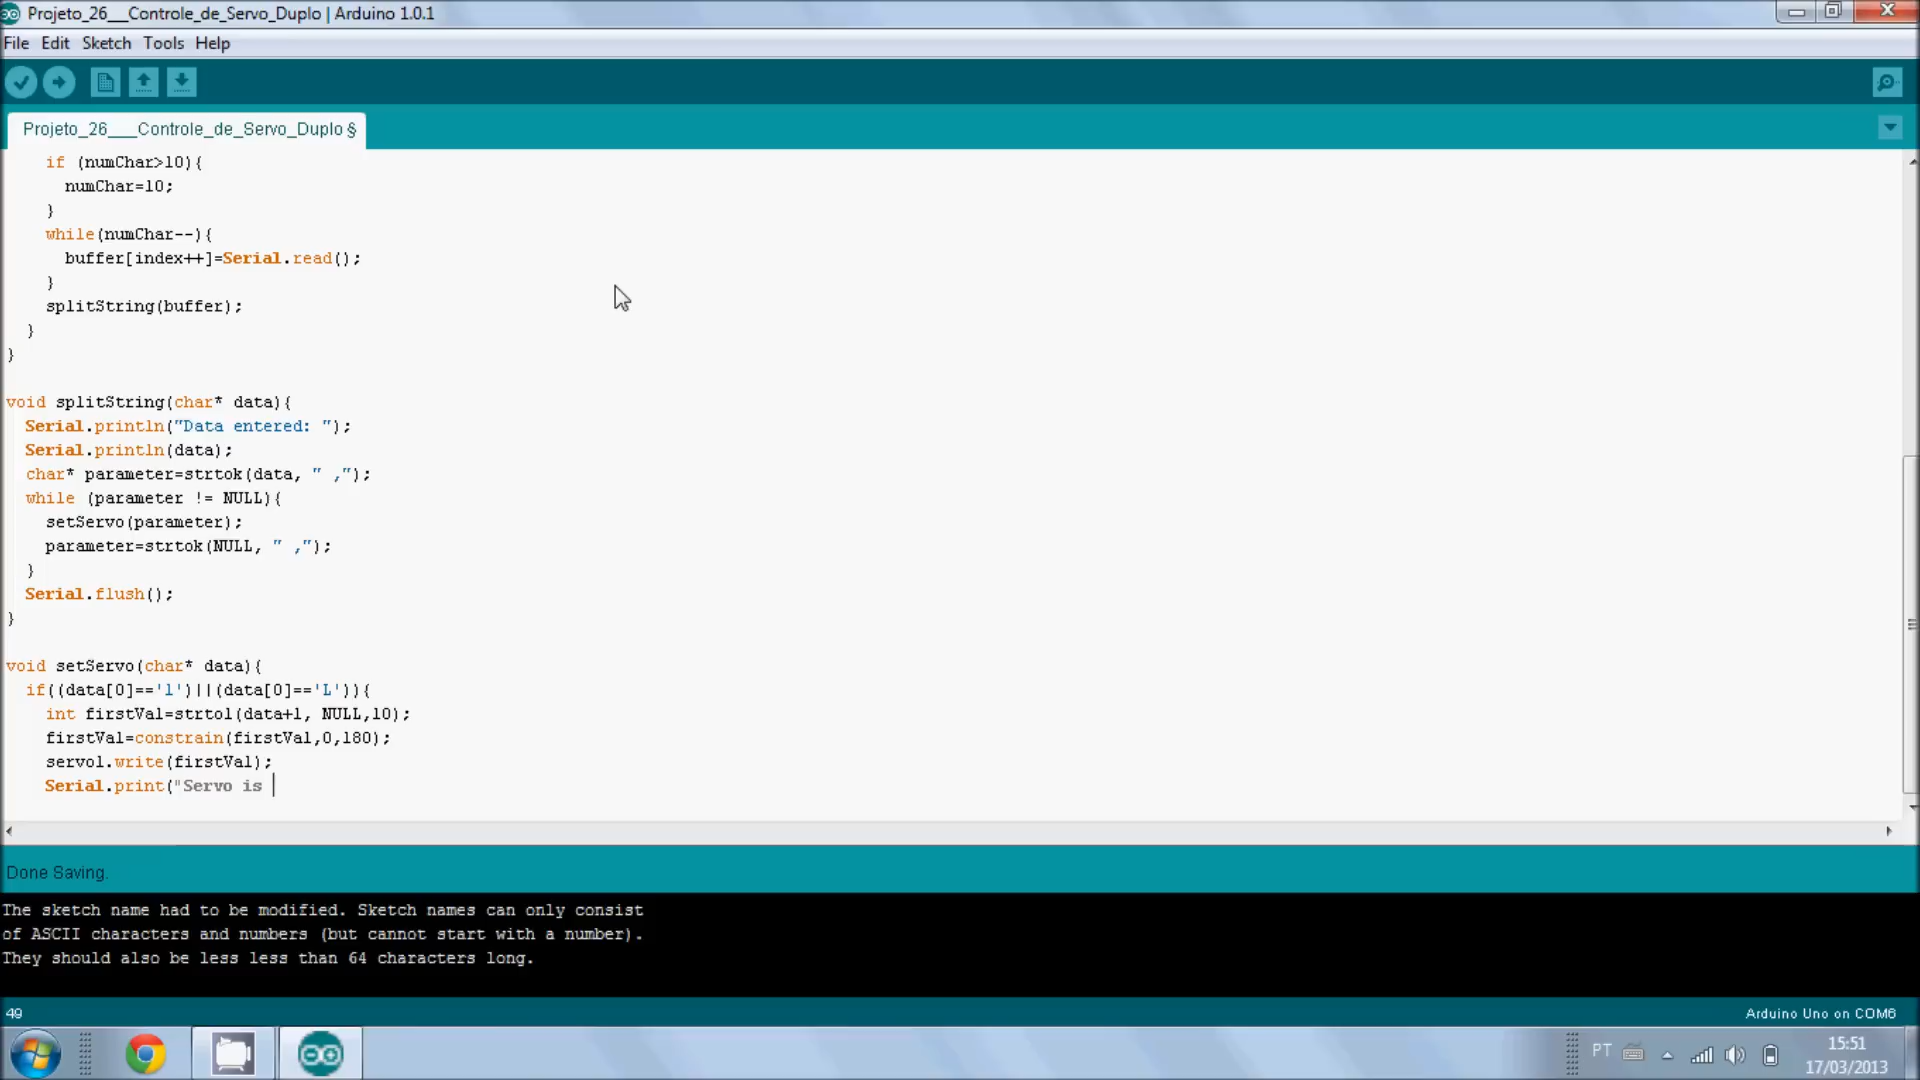 Projeto_26___Controle_de_Servo_Duplo | Arduino 1.0.1
File Edit Sketch Tools Help
Projeto_26___Controle_de_Servo_Duplo §
if (numChar>10){
numChar=10;
}
while(numChar--){
buffer[index++]=Serial.read();
}
splitString(buffer);
}
}
void splitString(char* data){
Serial.println("Data entered: ");
Serial.println(data);
char* parameter=strtok(data, " ,");
while (parameter != NULL){
setServo(parameter);
parameter=strtok(NULL, " ,");
}
Serial.flush();
}
void setServo(char* data){
if((data[0]=='l')||(data[0]=='L')){
int firstVal=strtol(data+1, NULL,10);
firstVal=constrain(firstVal,0,180);
servo1.write(firstVal);
Serial.print("Servo is
Done Saving.
The sketch name had to be modified. Sketch names can only consist
of ASCII characters and numbers (but cannot start with a number).
They should also be less less than 64 characters long.
49
Arduino Uno on COM6
PT
15:51
17/03/2013